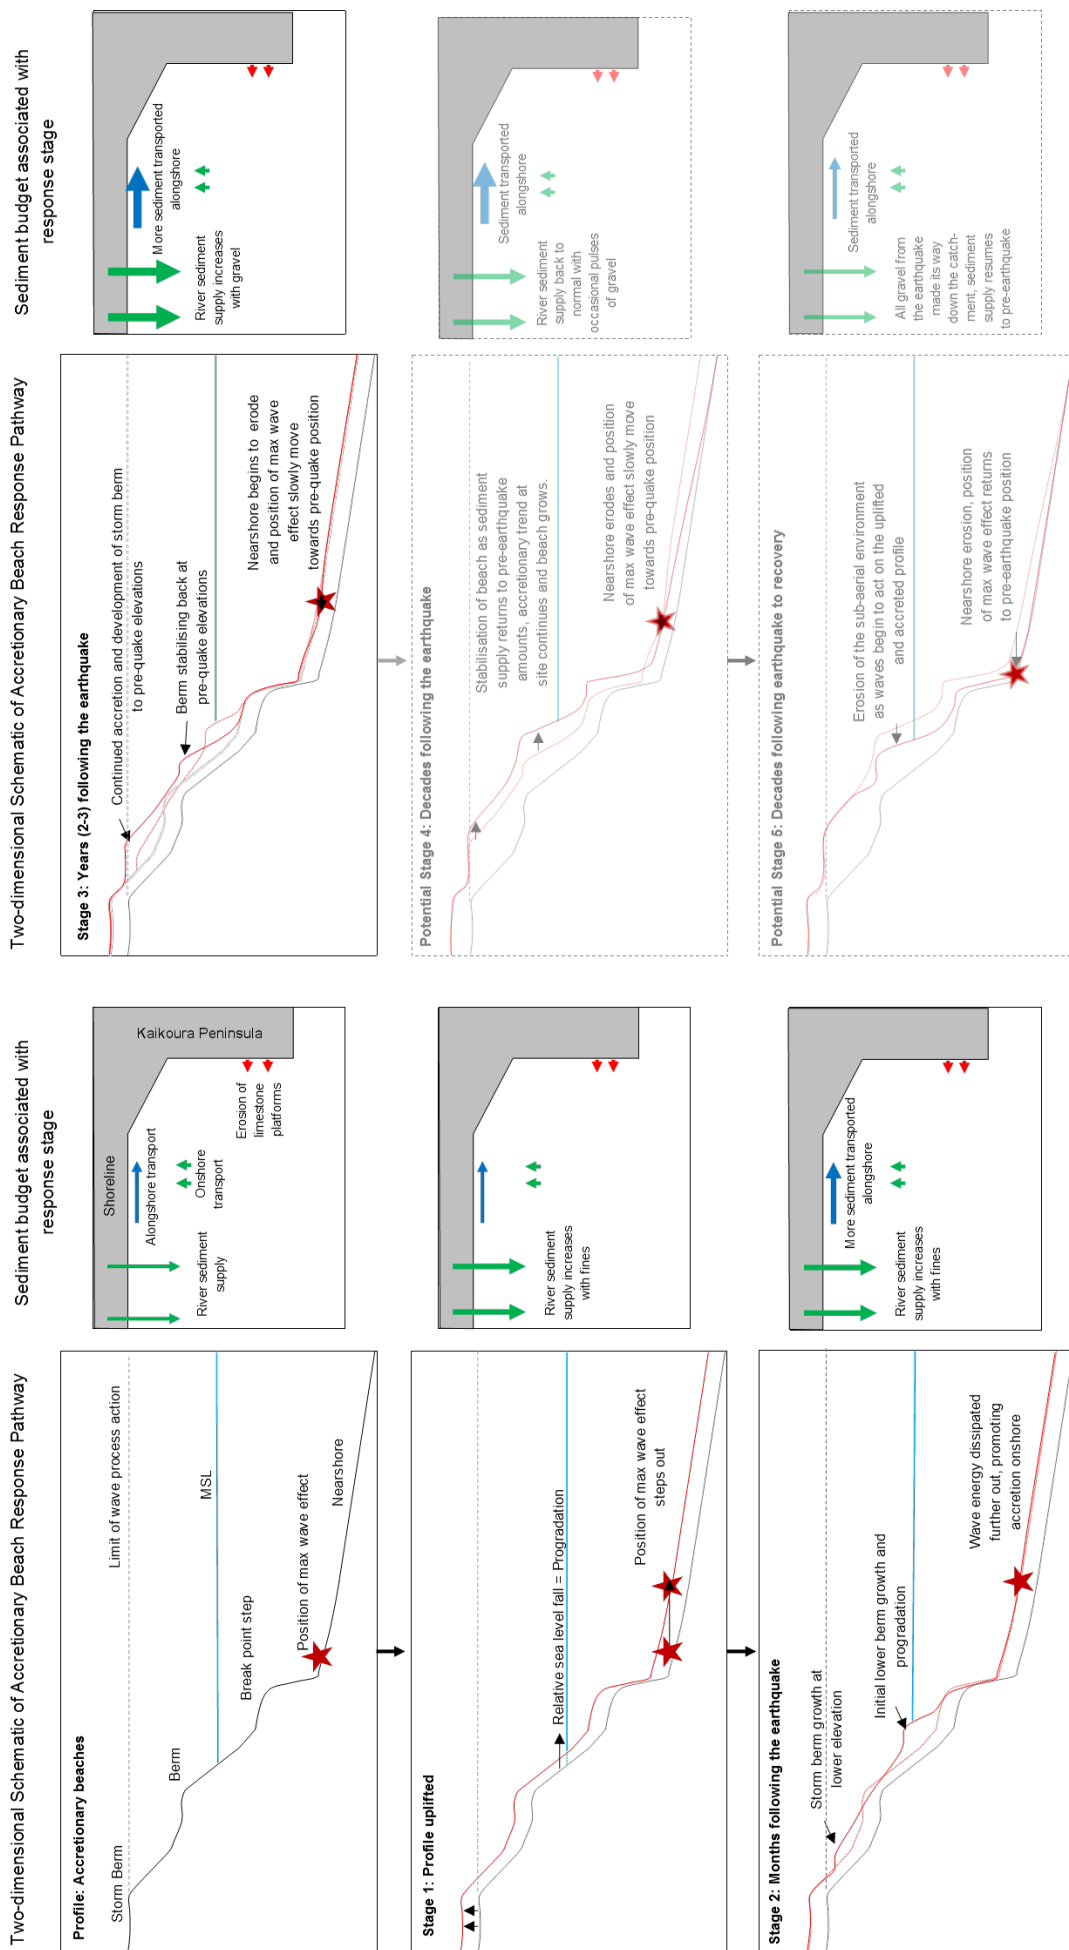 Two-dimensional Schematic of Accretionary Beach Response Pathway
Sediment budget associated with
response stage
Profile: Accretionary beaches
Storm Berm
Limit of wave process action
Berm
MSL
Break point step
Position of max wave effect
Nearshore
Shoreline
Kaikoura Peninsula
Alongshore transport
Onshore
transport
River sediment
supply
Erosion of
limestone
platforms
Stage 1: Profile uplifted
Relative sea level fall = Progradation
Position of max wave effect
steps out
River sediment
supply increases
with fines
Stage 2: Months following the earthquake
Storm berm growth at
lower elevation
Initial lower berm growth and
progradation
Wave energy dissipated
further out, promoting
accretion onshore
More sediment transported
alongshore
River sediment
supply increases
with fines
Two-dimensional Schematic of Accretionary Beach Response Pathway
Sediment budget associated with
response stage
Stage 3: Years (2-3) following the earthquake
Continued accretion and development of storm berm
to pre-quake elevations
Berm stabilising back at
pre-quake elevations
Nearshore begins to erode
and position of max wave
effect slowly move
towards pre-quake position
More sediment transported
alongshore
River sediment
supply increases
with gravel
Potential Stage 4: Decades following the earthquake
Stabilisation of beach as sediment
supply returns to pre-earthquake
amounts, accretionary trend at
site continues and beach grows.
Nearshore erodes and position
of max wave effect slowly move
towards pre-quake position
Sediment transported
alongshore
River sediment
supply back to
normal with
occasional pulses
of gravel
Potential Stage 5: Decades following earthquake to recovery
Erosion of the sub-aerial environment
as waves begin to act on the uplifted
and accreted profile
Nearshore erosion, position
of max wave effect returns
to pre-earthquake position
Sediment transported
alongshore
All gravel from
the earthquake
made its way
down the catch-
ment, sediment
supply resumes
to pre-earthquake